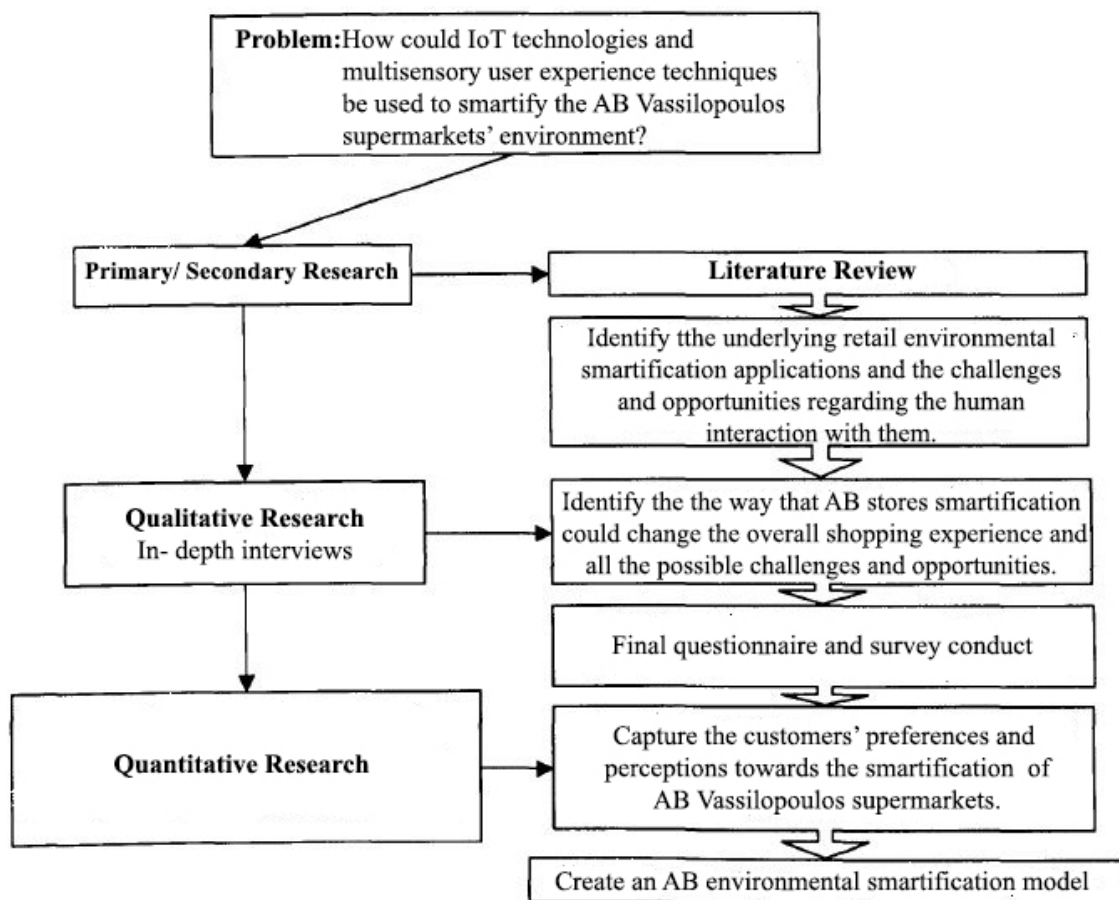 Problem:How could IoT technologies and
multisensory user experience techniques
be used to smartify the AB Vassilopoulos
supermarkets' environment?
Primary/ Secondary Research
Literature Review
Identify tthe underlying retail environmental
smartification applications and the challenges
and opportunities regarding the human
interaction with them.
Qualitative Research
In- depth interviews
Identify the the way that AB stores smartification
could change the overall shopping experience and
all the possible challenges and opportunities.
Final questionnaire and survey conduct
Quantitative Research
Capture the customers' preferences and
perceptions towards the smartification of
AB Vassilopoulos supermarkets.
Create an AB environmental smartification model